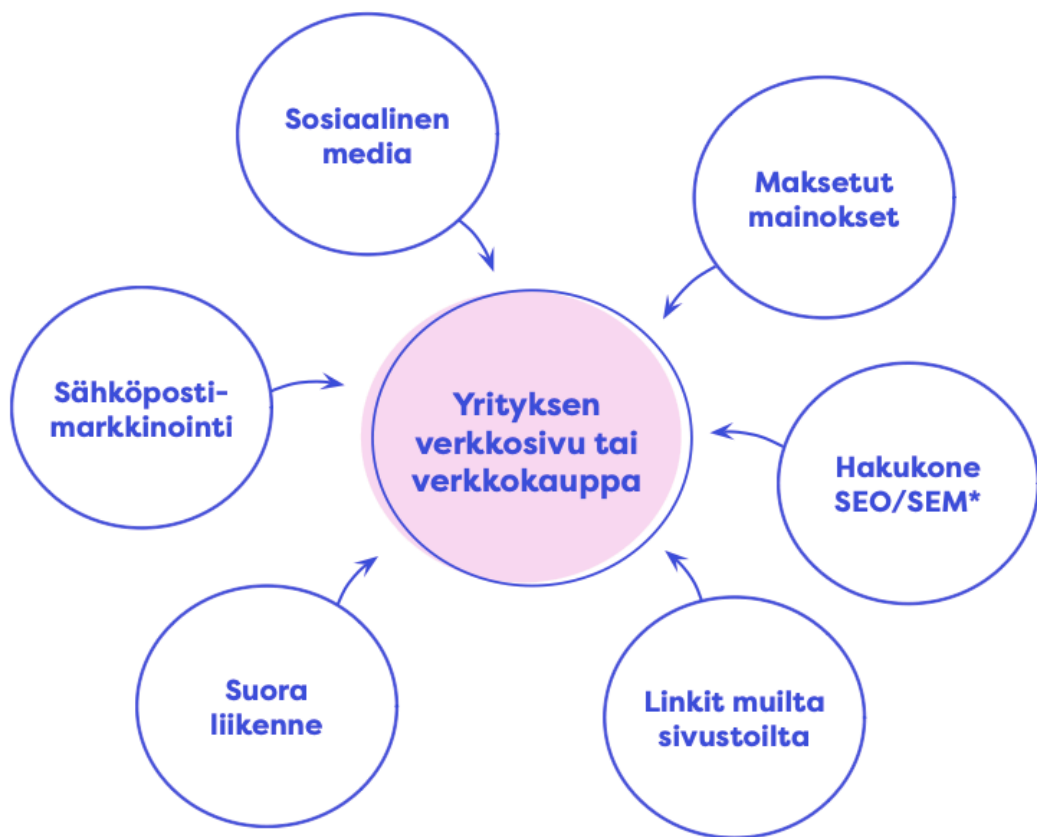 Sosiaalinen
media
Maksetut
mainokset
Sähköposti-
markkinointi
Yrityksen
verkkosivu tai
verkkokauppa
Hakukone
SEO/SEM*
Suora
liikenne
Linkit muilta
sivustoilta